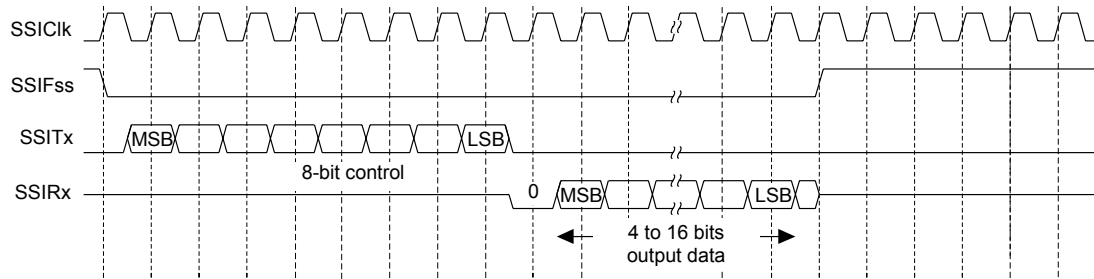 SSIClk
SSIFss
SSITx
MSB
LSB
8-bit control
SSIRx
0
MSB
LSB
4 to 16 bits
output data